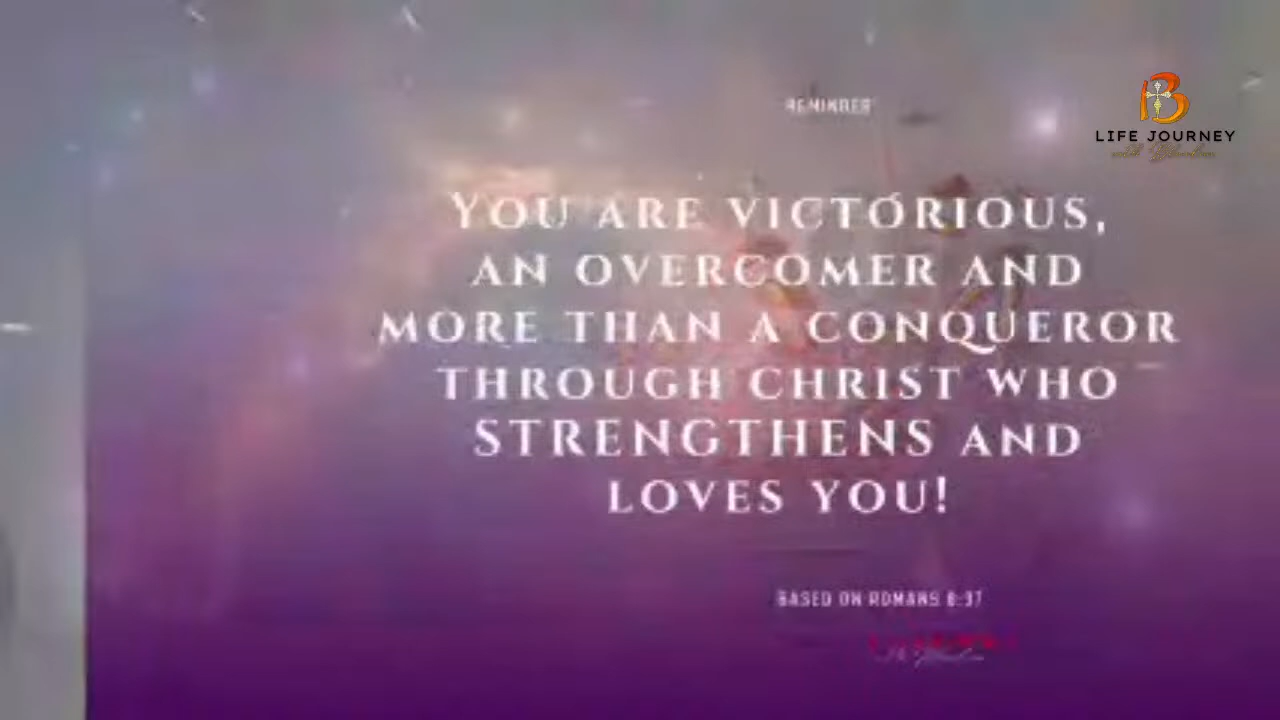 REMINDER
B
LIFE JOURNEY
YOU ARE VICTORIOUS,
AN OVERCOMER AND
MORE THAN A CONQUEROR
THROUGH CHRIST WHO
STRENGTHENS AND
LOVES YOU!
BASED ON ROMANS 8:37